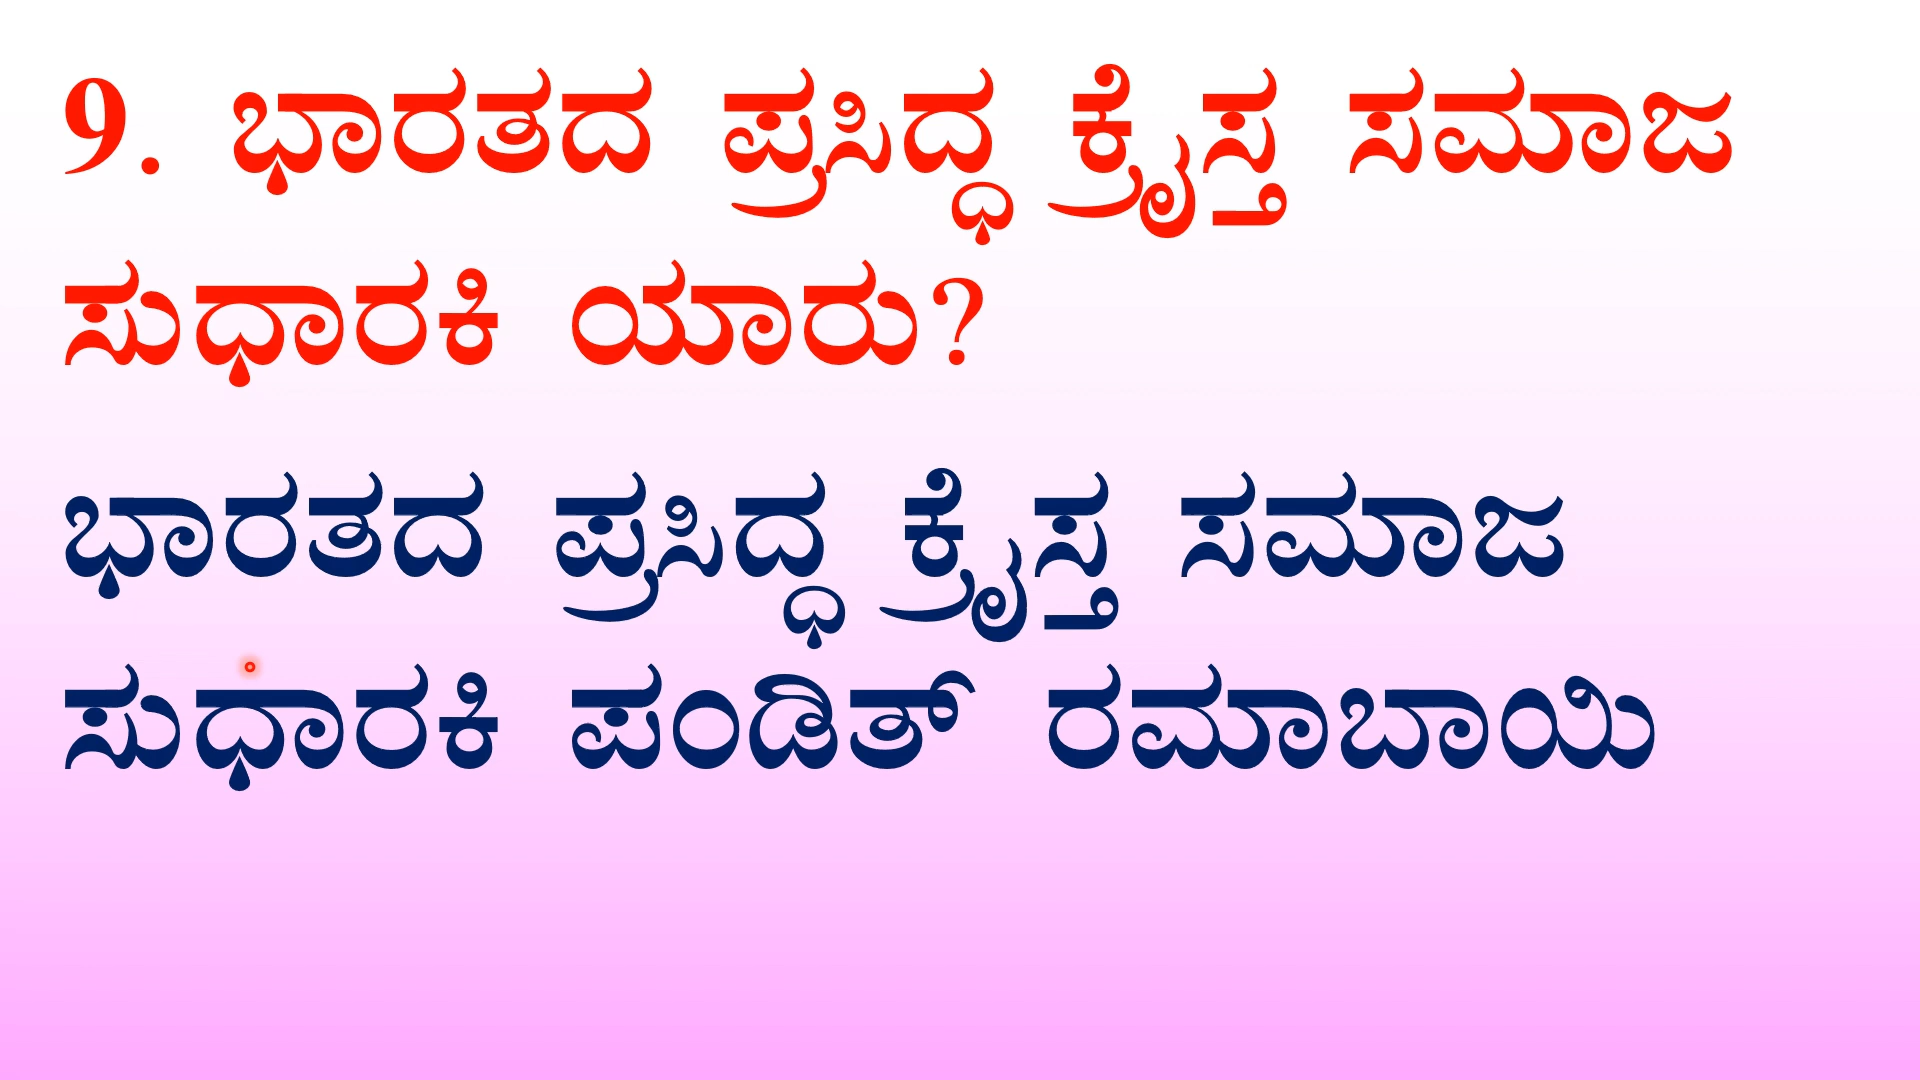 9. ಭಾರತದ ಪ್ರಸಿದ್ಧ ಕ್ರೈಸ್ತ ಸಮಾಜ
ಸುಧಾರಕಿ ಯಾರು?
ಭಾರತದ ಪ್ರಸಿದ್ಧ ಕ್ರೈಸ್ತ ಸಮಾಜ
ಸುಧಾರಕಿ ಪಂಡಿತ್ ರಮಾಬಾಯಿ